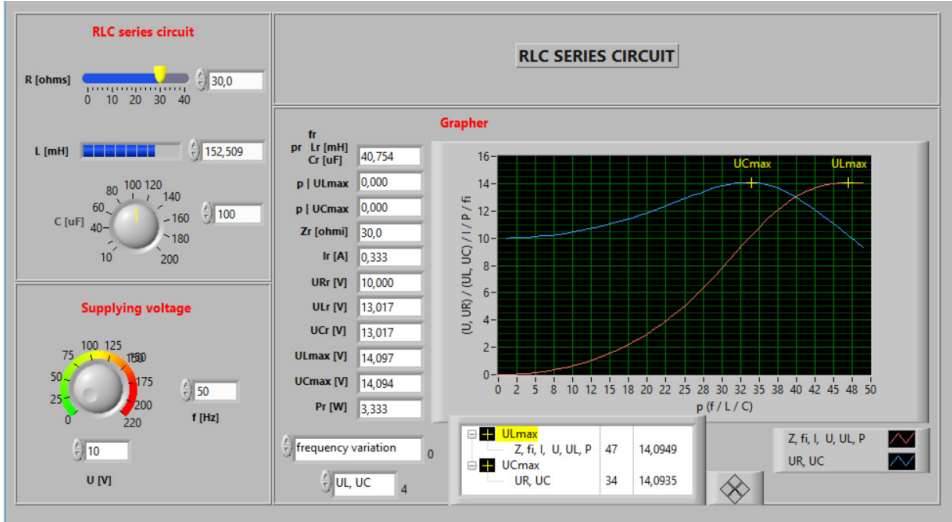 RLC series circuit
R [ohms]
30,0
0 10 20 30 40
L [mH]
152,509
C [uF]
10 40 60 80 100 120 140 160 180 200
100
Supplying voltage
0 25 50 75 100 125 150 175 200 220
50
f [Hz]
10
U [V]
RLC SERIES CIRCUIT
Grapher
fr
pr Lr [mH]
Cr [uF]
40,754
p | ULmax
0,000
p | UCmax
0,000
Zr [ohmi]
30,0
Ir [A]
0,333
URr [V]
10,000
ULr [V]
13,017
UCr [V]
13,017
ULmax [V]
14,097
UCmax [V]
14,094
Pr [W]
3,333
frequency variation
0
UL, UC
4
(U, UR) / (UL, UC) / I / P / fi
16
14
12
10
8
6
4
2
0
UCmax
ULmax
0 2 5 8 10 12 15 18 20 22 25 28 30 32 34 36 38 40 42 45 47 50
p (f / L / C)
ULmax
Z, fi, I, U, UL, P 47 14,0949
UCmax
UR, UC 34 14,0935
Z, fi, I, U, UL, P
UR, UC